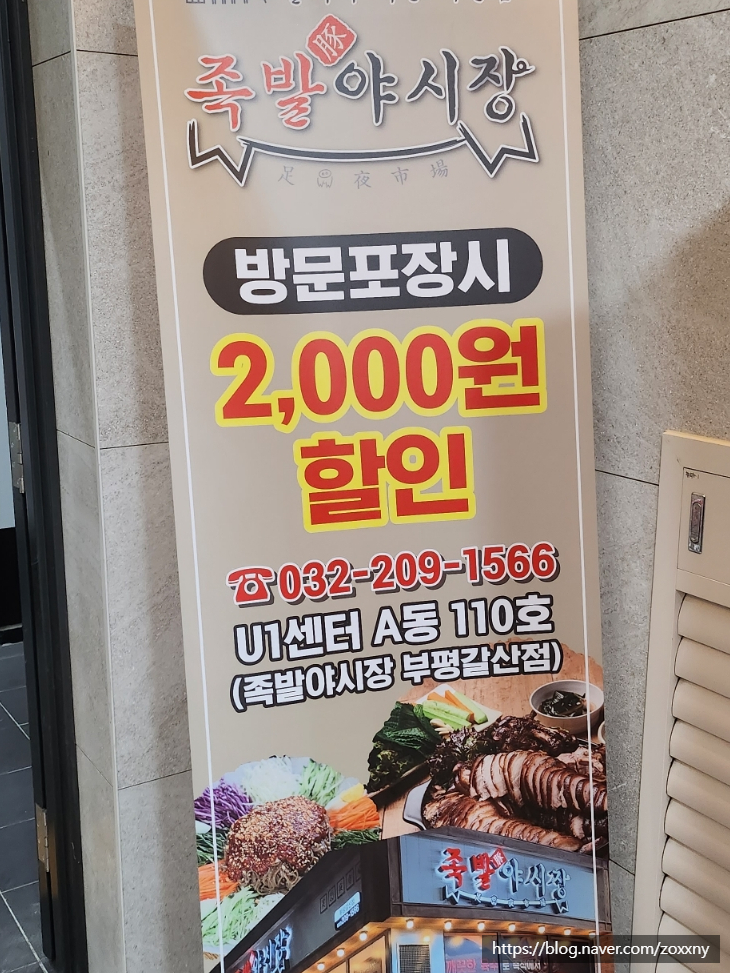 족발야시장
豚
足 夜市場
방문포장시
2,000원
할인
☎032-209-1566
U1센터 A동 110호
(족발야시장 부평갈산점)
족발야시장
https://blog.naver.com/zoxxny